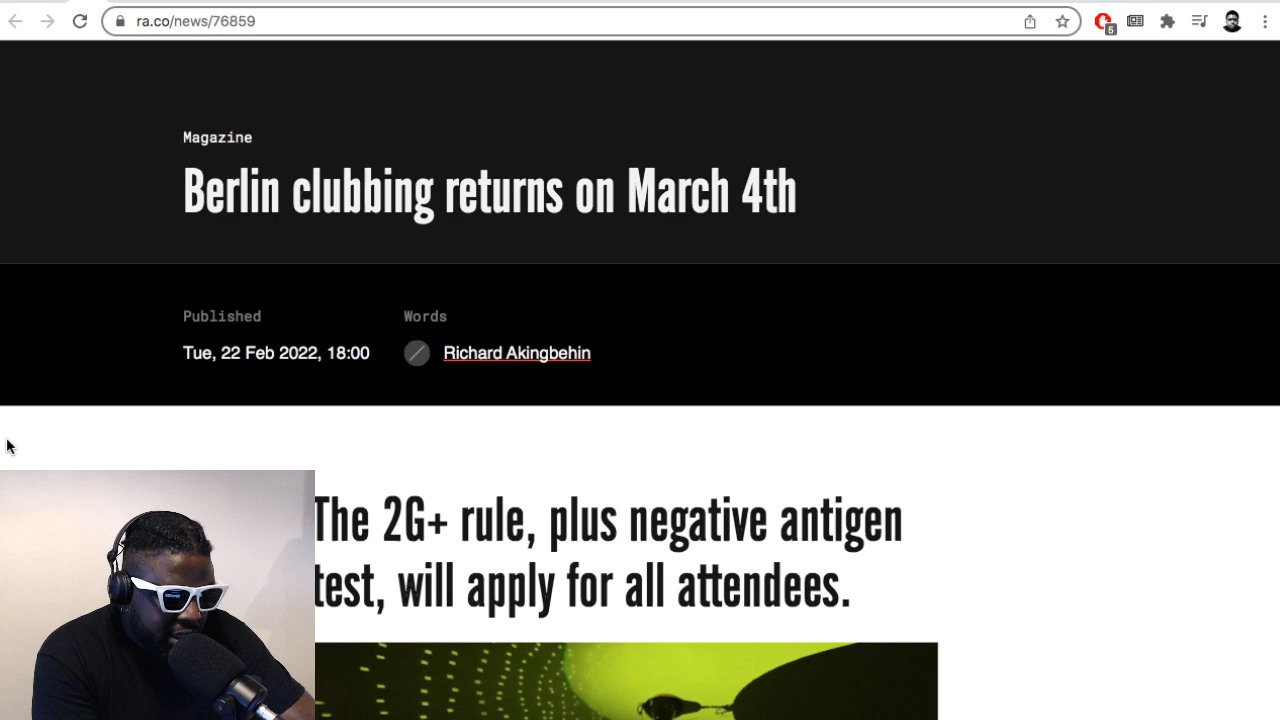 ra.co/news/76859
5
Magazine
Berlin clubbing returns on March 4th
Published
Words
Tue, 22 Feb 2022, 18:00
Richard Akingbehin
The 2G+ rule, plus negative antigen
test, will apply for all attendees.